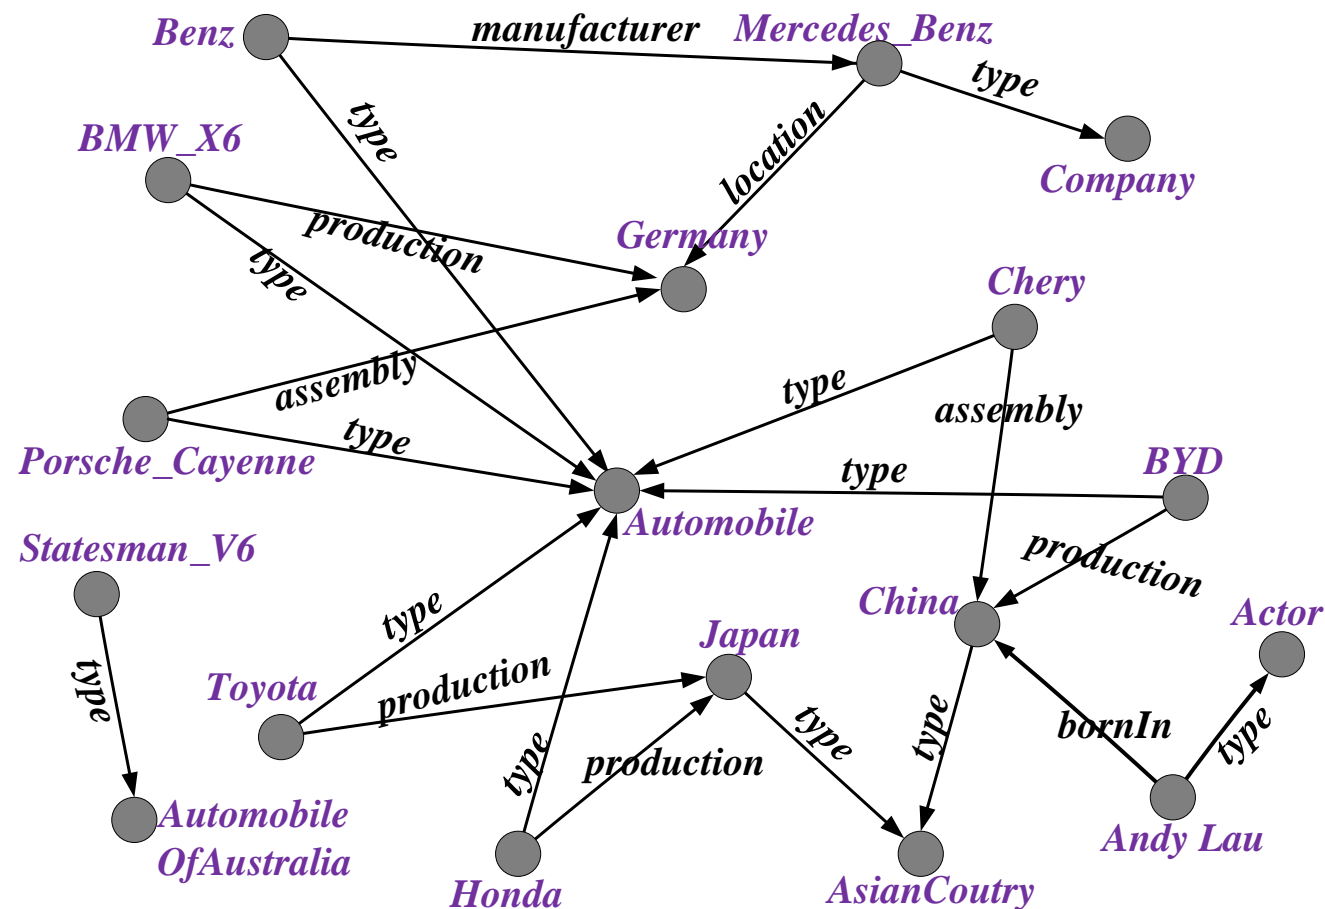 Benz
manufacturer
Mercedes_Benz
type
type
BMW_X6
location
Company
production
Germany
type
Chery
assembly
type
assembly
type
Porsche_Cayenne
type
BYD
Automobile
Statesman_V6
production
China
Actor
type
Japan
type
Toyota
production
type
type
bornIn
type
type
production
Automobile
OfAustralia
Andy Lau
Honda
AsianCoutry